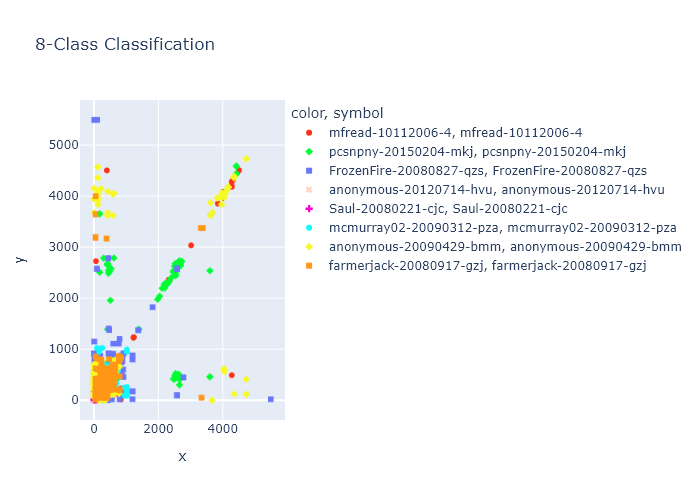 8-Class Classification
color, symbol
mfread-10112006-4, mfread-10112006-4
pcsnpny-20150204-mkj, pcsnpny-20150204-mkj
FrozenFire-20080827-qzs, FrozenFire-20080827-qzs
anonymous-20120714-hvu, anonymous-20120714-hvu
Saul-20080221-cjc, Saul-20080221-cjc
mcmurray02-20090312-pza, mcmurray02-20090312-pza
anonymous-20090429-bmm, anonymous-20090429-bmm
farmerjack-20080917-gzj, farmerjack-20080917-gzj
y
5000
4000
3000
2000
1000
0
0 2000 4000
x